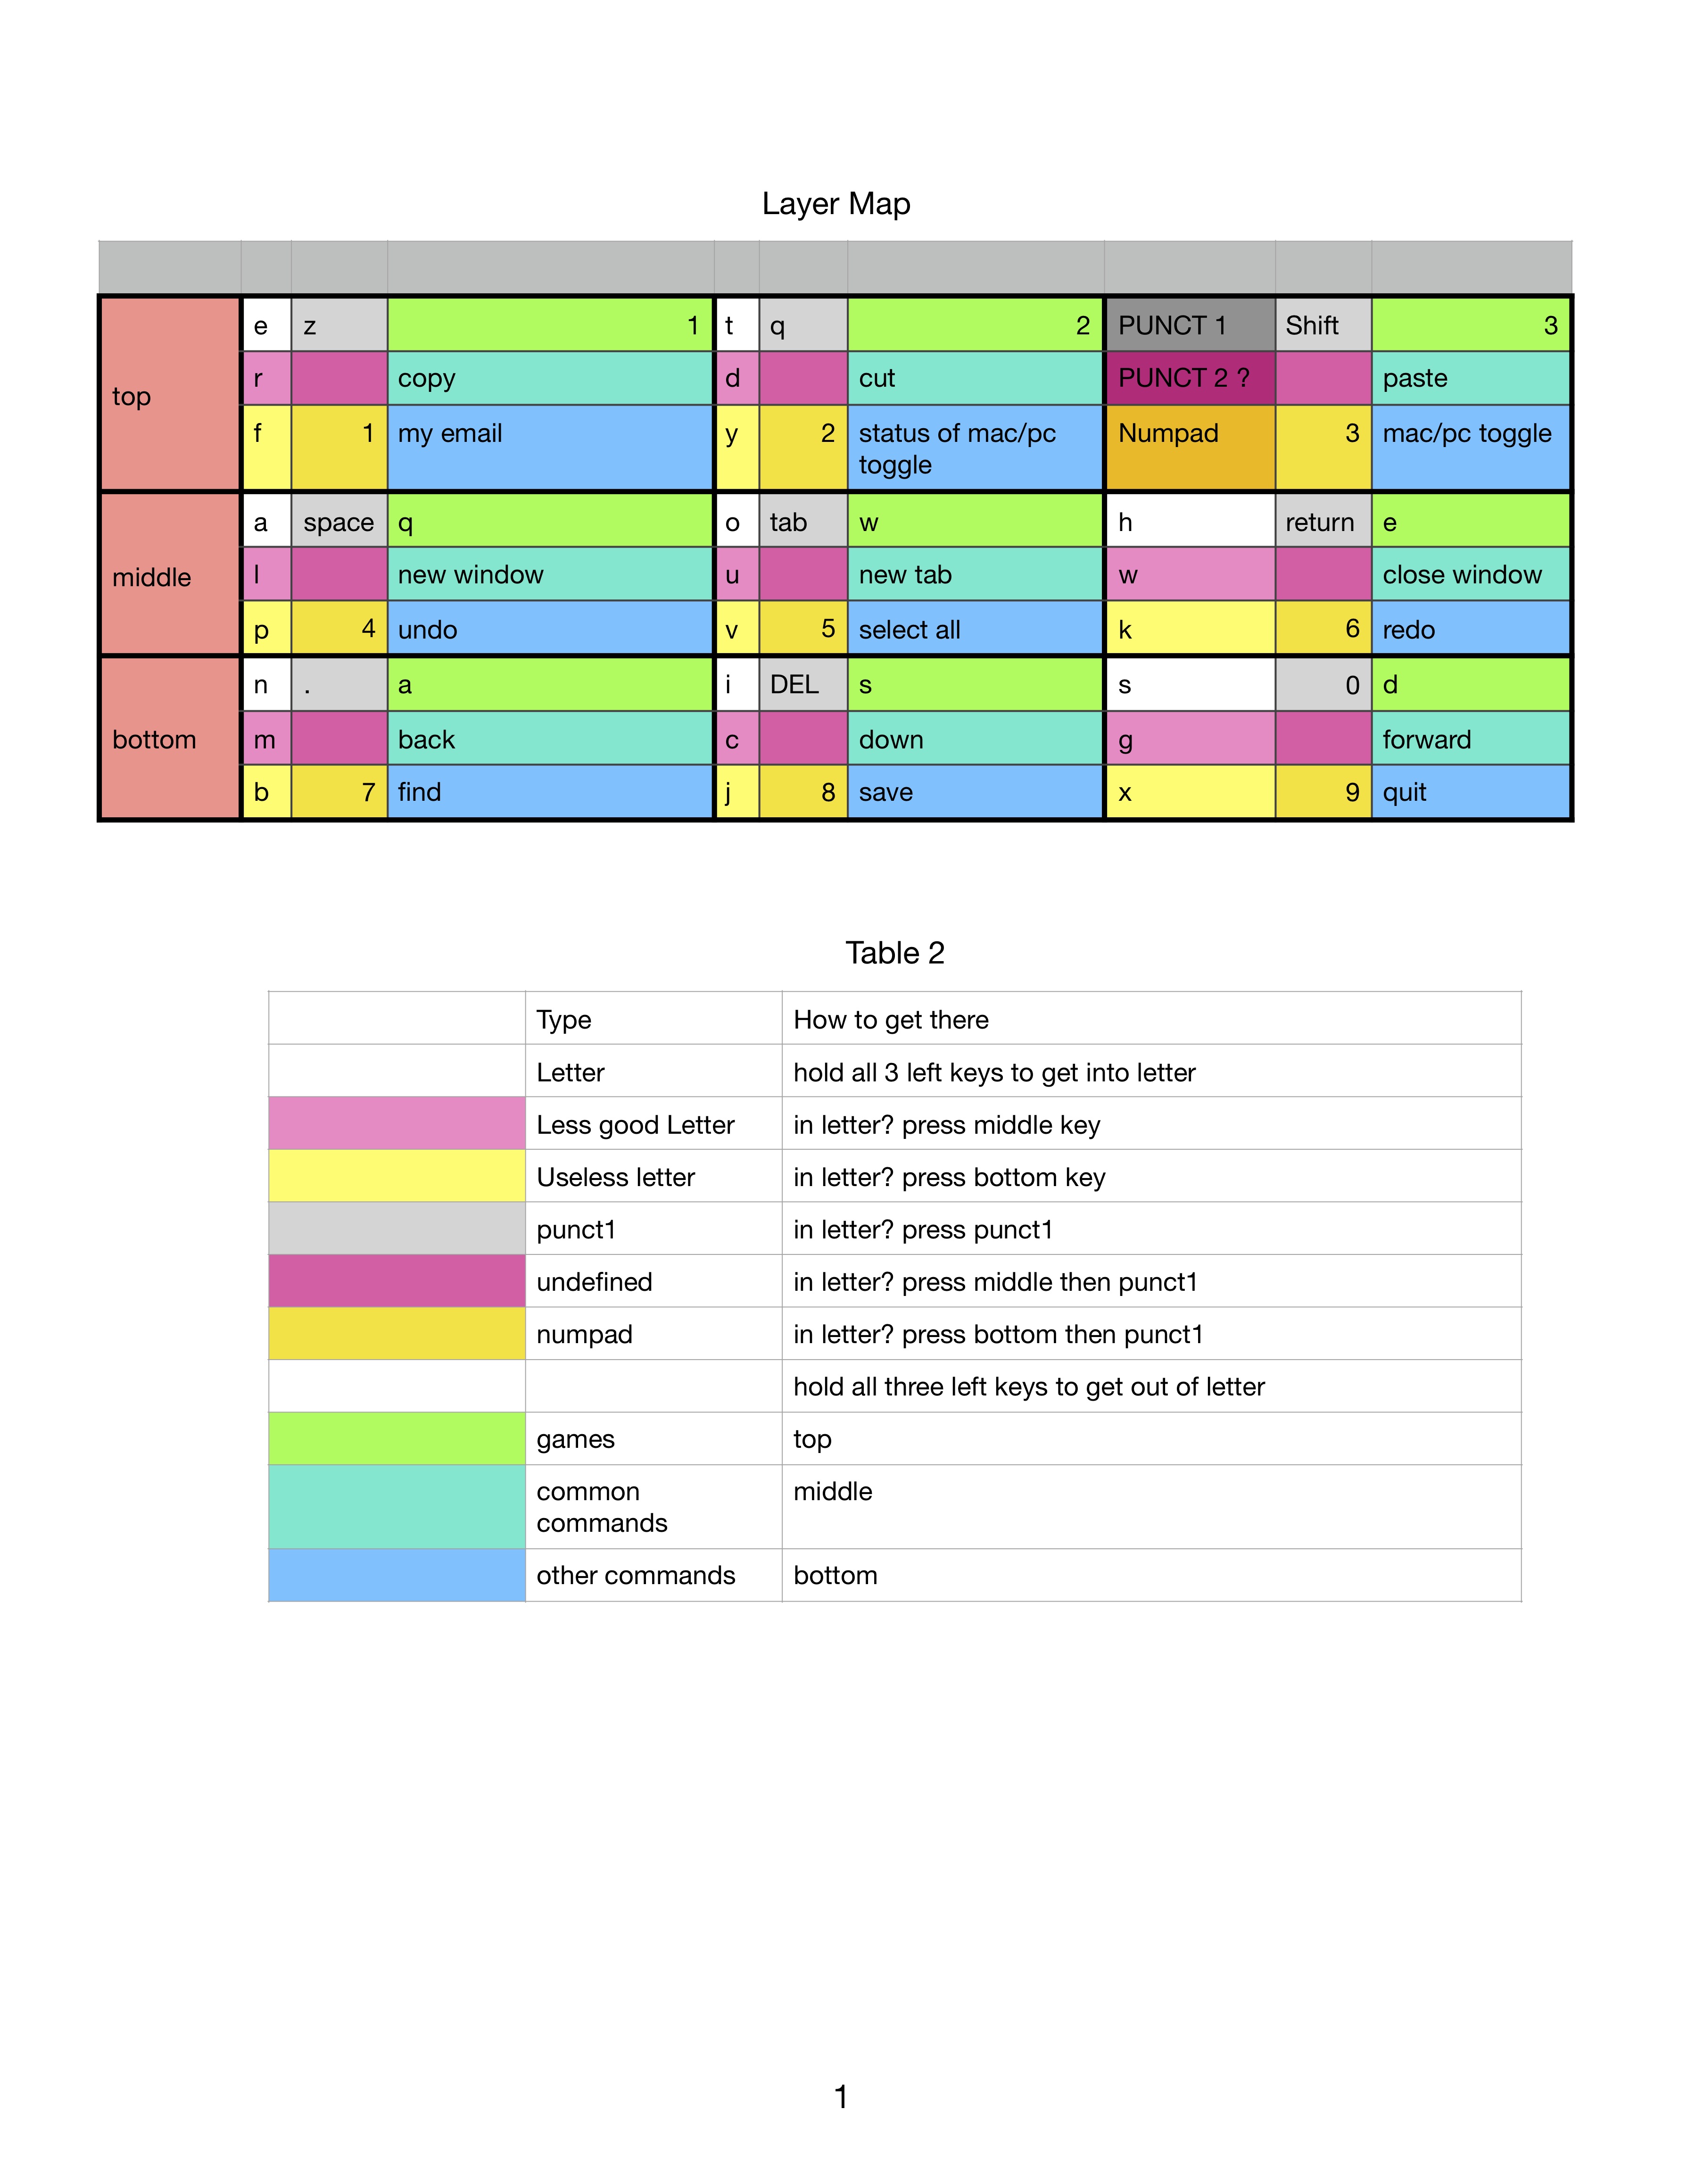 Layer Map
e z 1 t q 2 PUNCT 1 Shift 3
top r copy d cut PUNCT 2 ? paste
f 1 my email y 2 status of mac/pc Numpad 3 mac/pc toggle
toggle
a space q o tab w h return e
middle l new window u new tab w close window
p 4 undo v 5 select all k 6 redo
n . a i DEL s s 0 d
bottom m back c down g forward
b 7 find j 8 save x 9 quit
Table 2
Type How to get there
Letter hold all 3 left keys to get into letter
Less good Letter in letter? press middle key
Useless letter in letter? press bottom key
punct1 in letter? press punct1
undefined in letter? press middle then punct1
numpad in letter? press bottom then punct1
hold all three left keys to get out of letter
games top
common middle
commands
other commands bottom
1